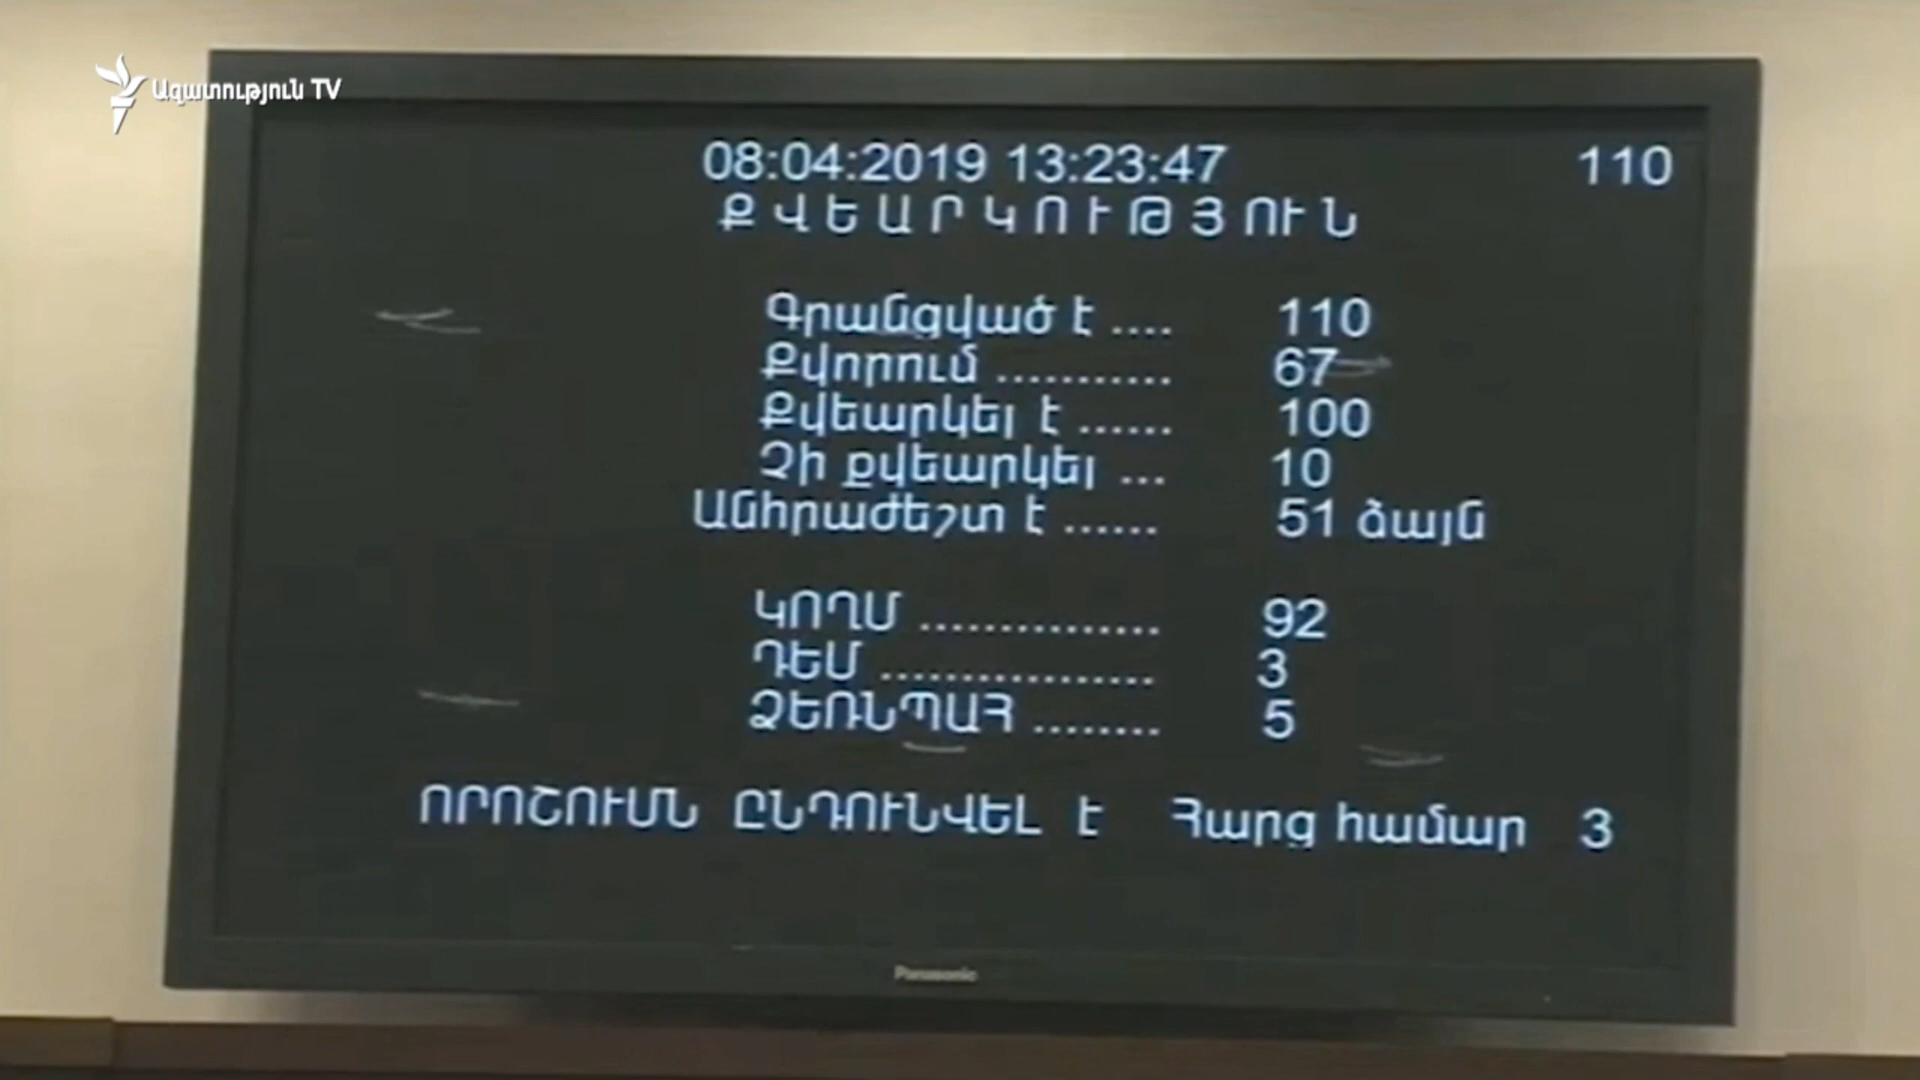 Ազատություն TV
08:04:2019 13:23:47 110
ՔՎԵԱՐԿՈՒԹՅՈՒՆ
Գրանցված է .... 110
Քվորում ........... 67
Քվեարկել է ...... 100
Չի քվեարկել ... 10
Անհրաժեշտ է ...... 51 ձայն
ԿՈՂՄ ............... 92
ԴԵՄ ................. 3
ՁԵՌՆՊԱՀ ........ 5
ՈՐՈՇՈՒՄՆ ԸՆԴՈՒՆՎԵԼ է Հարց համար 3
Panasonic